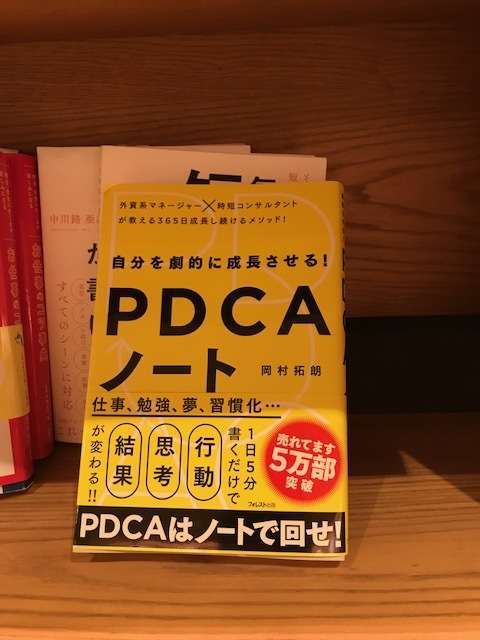 外資系マネージャー×時短コンサルタント
が教える365日成長し続けるメソッド!
自分を劇的に成長させる!
PDCA
ノート
岡村拓朗
仕事、勉強、夢、習慣化…
1日5分
書くだけで
行動
思考
結果
が変わる!!
売れてます
5万部
突破
フォレスト出版
PDCAはノートで回せ!
中川路
すべてのシーンに対応